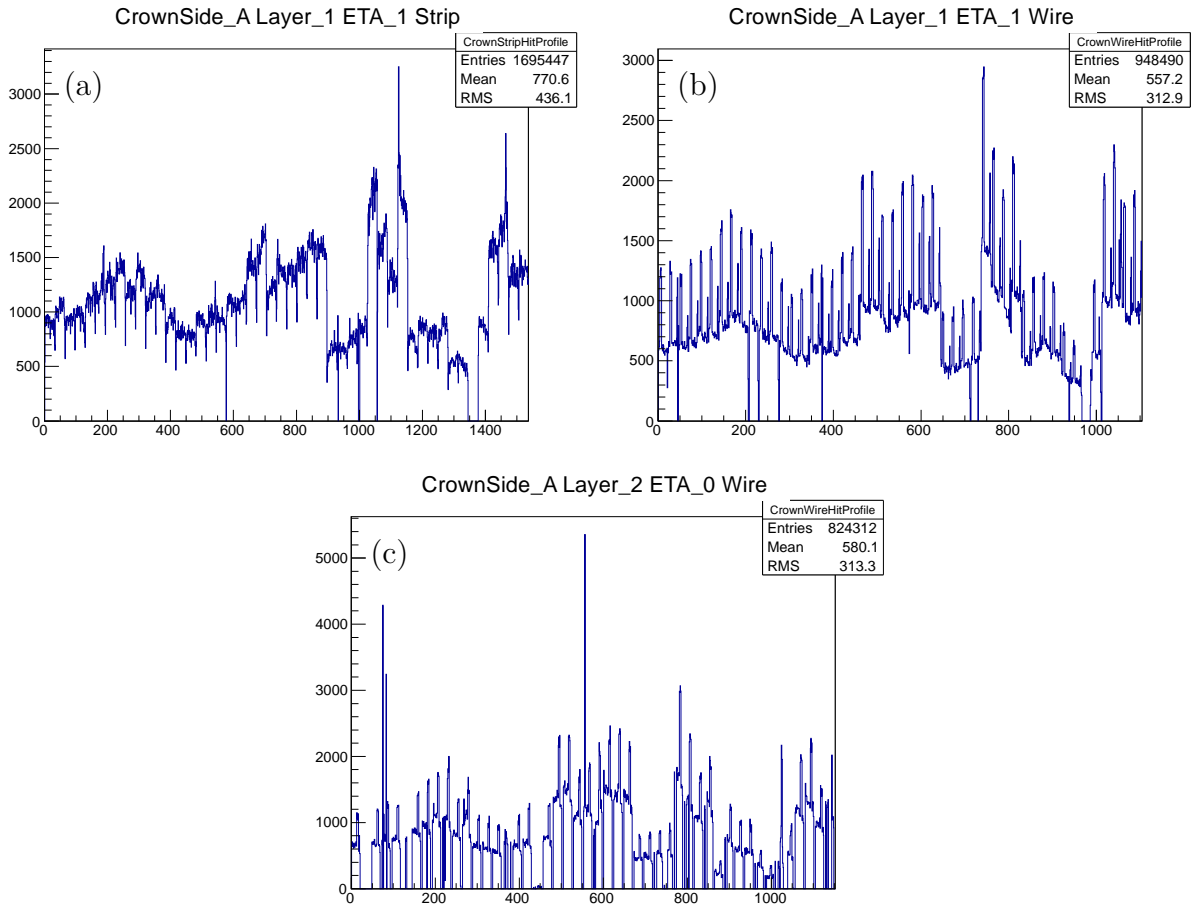 CrownSide_A Layer_1 ETA_1 Strip
CrownStripHitProfile
Entries 1695447
Mean 770.6
RMS 436.1
(a)
3000
2500
2000
1500
1000
500
0
0 200 400 600 800 1000 1200 1400
CrownSide_A Layer_1 ETA_1 Wire
CrownWireHitProfile
Entries 948490
Mean 557.2
RMS 312.9
(b)
3000
2500
2000
1500
1000
500
0
0 200 400 600 800 1000
CrownSide_A Layer_2 ETA_0 Wire
CrownWireHitProfile
Entries 824312
Mean 580.1
RMS 313.3
(c)
5000
4000
3000
2000
1000
0
0 200 400 600 800 1000